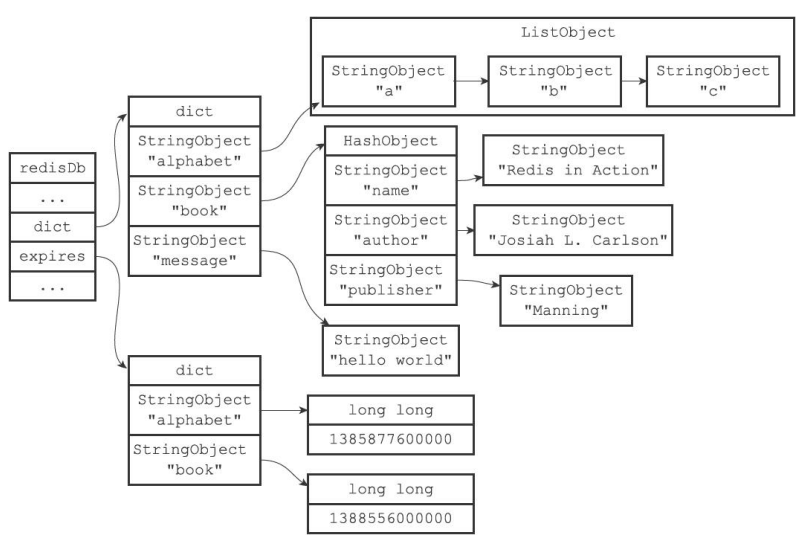 redisDb
...
dict
expires
...
dict
StringObject
"alphabet"
StringObject
"book"
StringObject
"message"
ListObject
StringObject
"a"
StringObject
"b"
StringObject
"c"
HashObject
StringObject
"name"
StringObject
"author"
StringObject
"publisher"
StringObject
"Redis in Action"
StringObject
"Josiah L. Carlson"
StringObject
"Manning"
StringObject
"hello world"
dict
StringObject
"alphabet"
StringObject
"book"
long long
1385877600000
long long
1388556000000